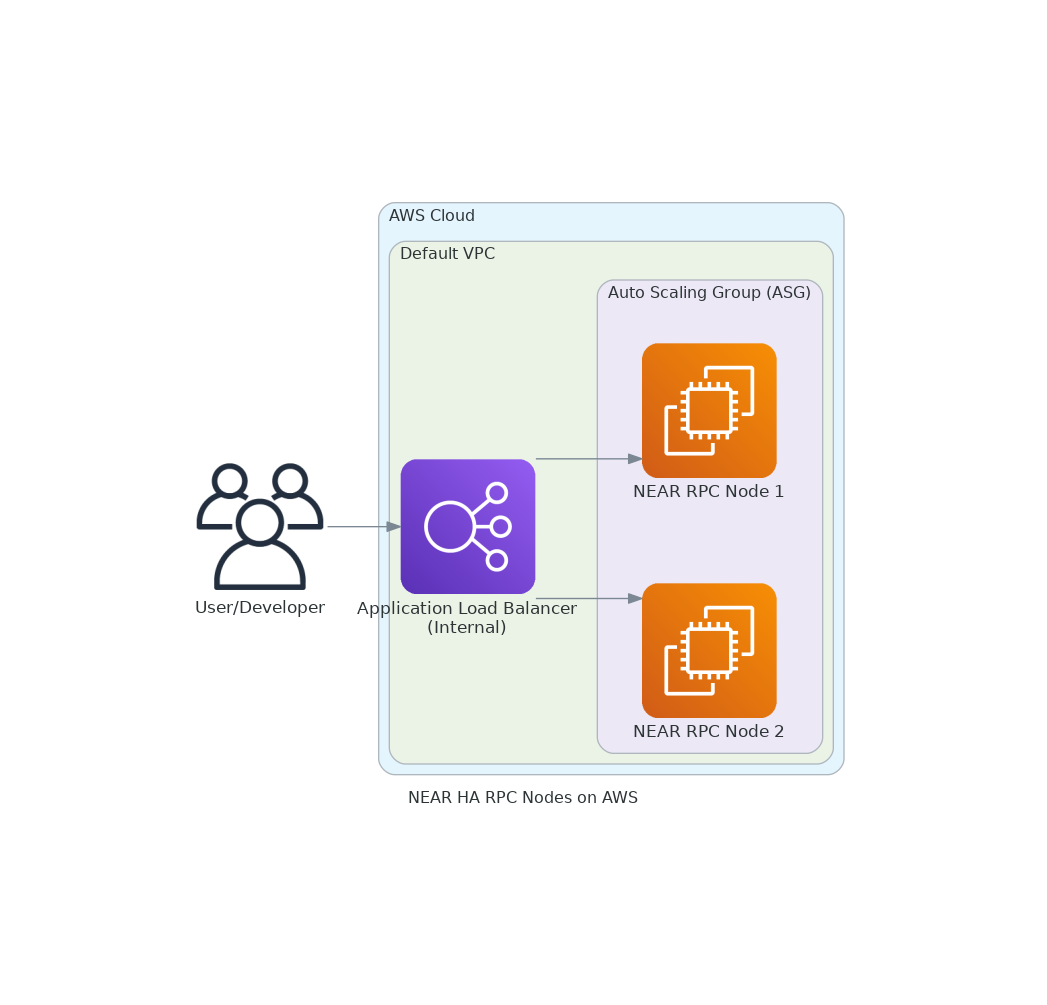 AWS Cloud
Default VPC
Auto Scaling Group (ASG)
NEAR RPC Node 1
User/Developer
Application Load Balancer
(Internal)
NEAR RPC Node 2
NEAR HA RPC Nodes on AWS